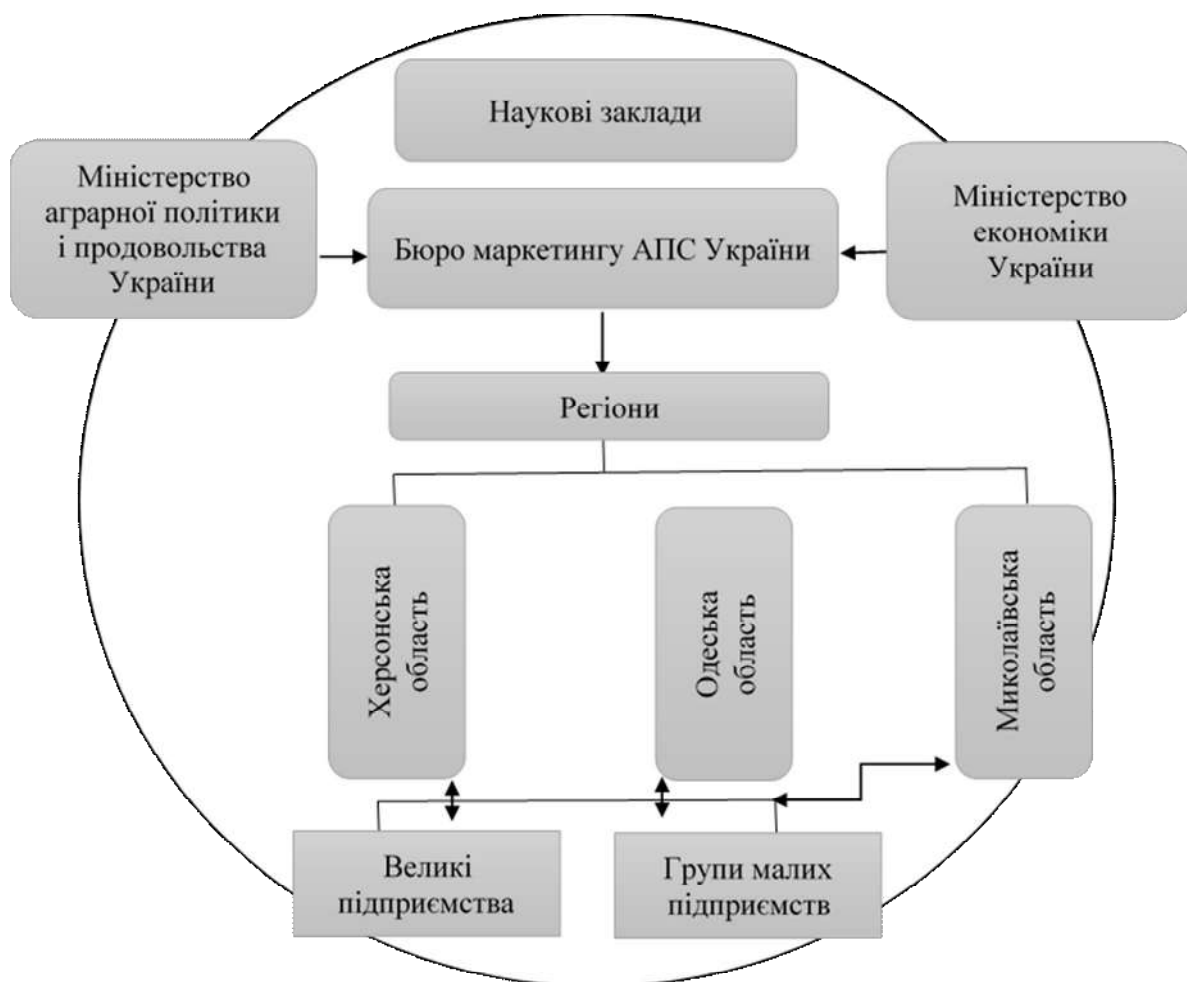 Наукові заклади
Міністерство
аграрної політики
і продовольства
України
Бюро маркетингу АПС України
Міністерство
економіки
України
Регіони
Херсонська
область
Одеська
область
Миколаївська
область
Великі
підприємства
Групи малих
підприємств